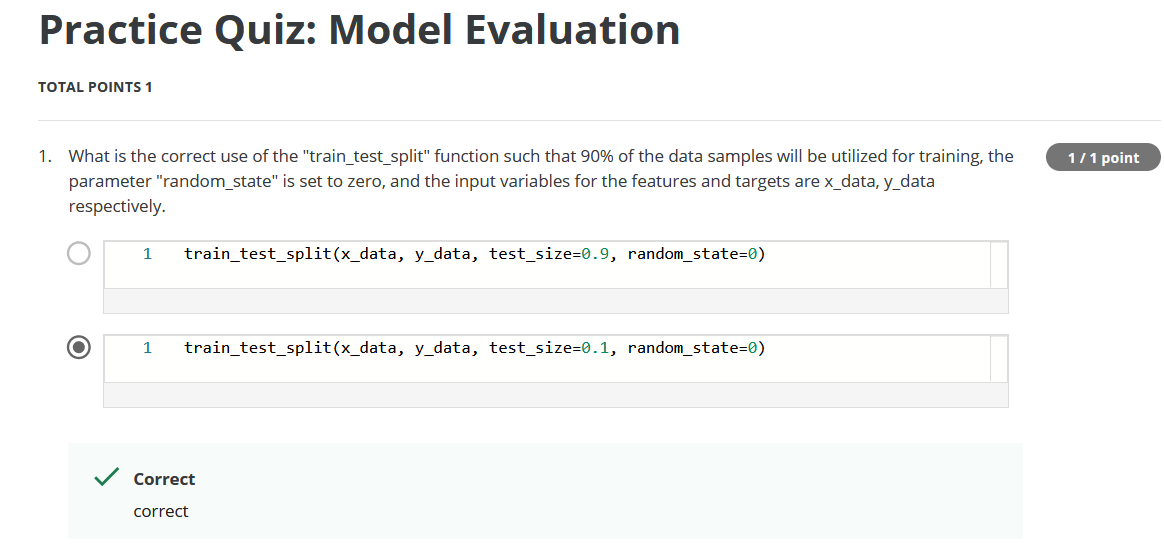 Practice Quiz: Model Evaluation
TOTAL POINTS 1
1. What is the correct use of the "train_test_split" function such that 90% of the data samples will be utilized for training, the
parameter "random_state" is set to zero, and the input variables for the features and targets are x_data, y_data
respectively.
1 / 1 point
1 train_test_split(x_data, y_data, test_size=0.9, random_state=0)
1 train_test_split(x_data, y_data, test_size=0.1, random_state=0)
Correct
correct